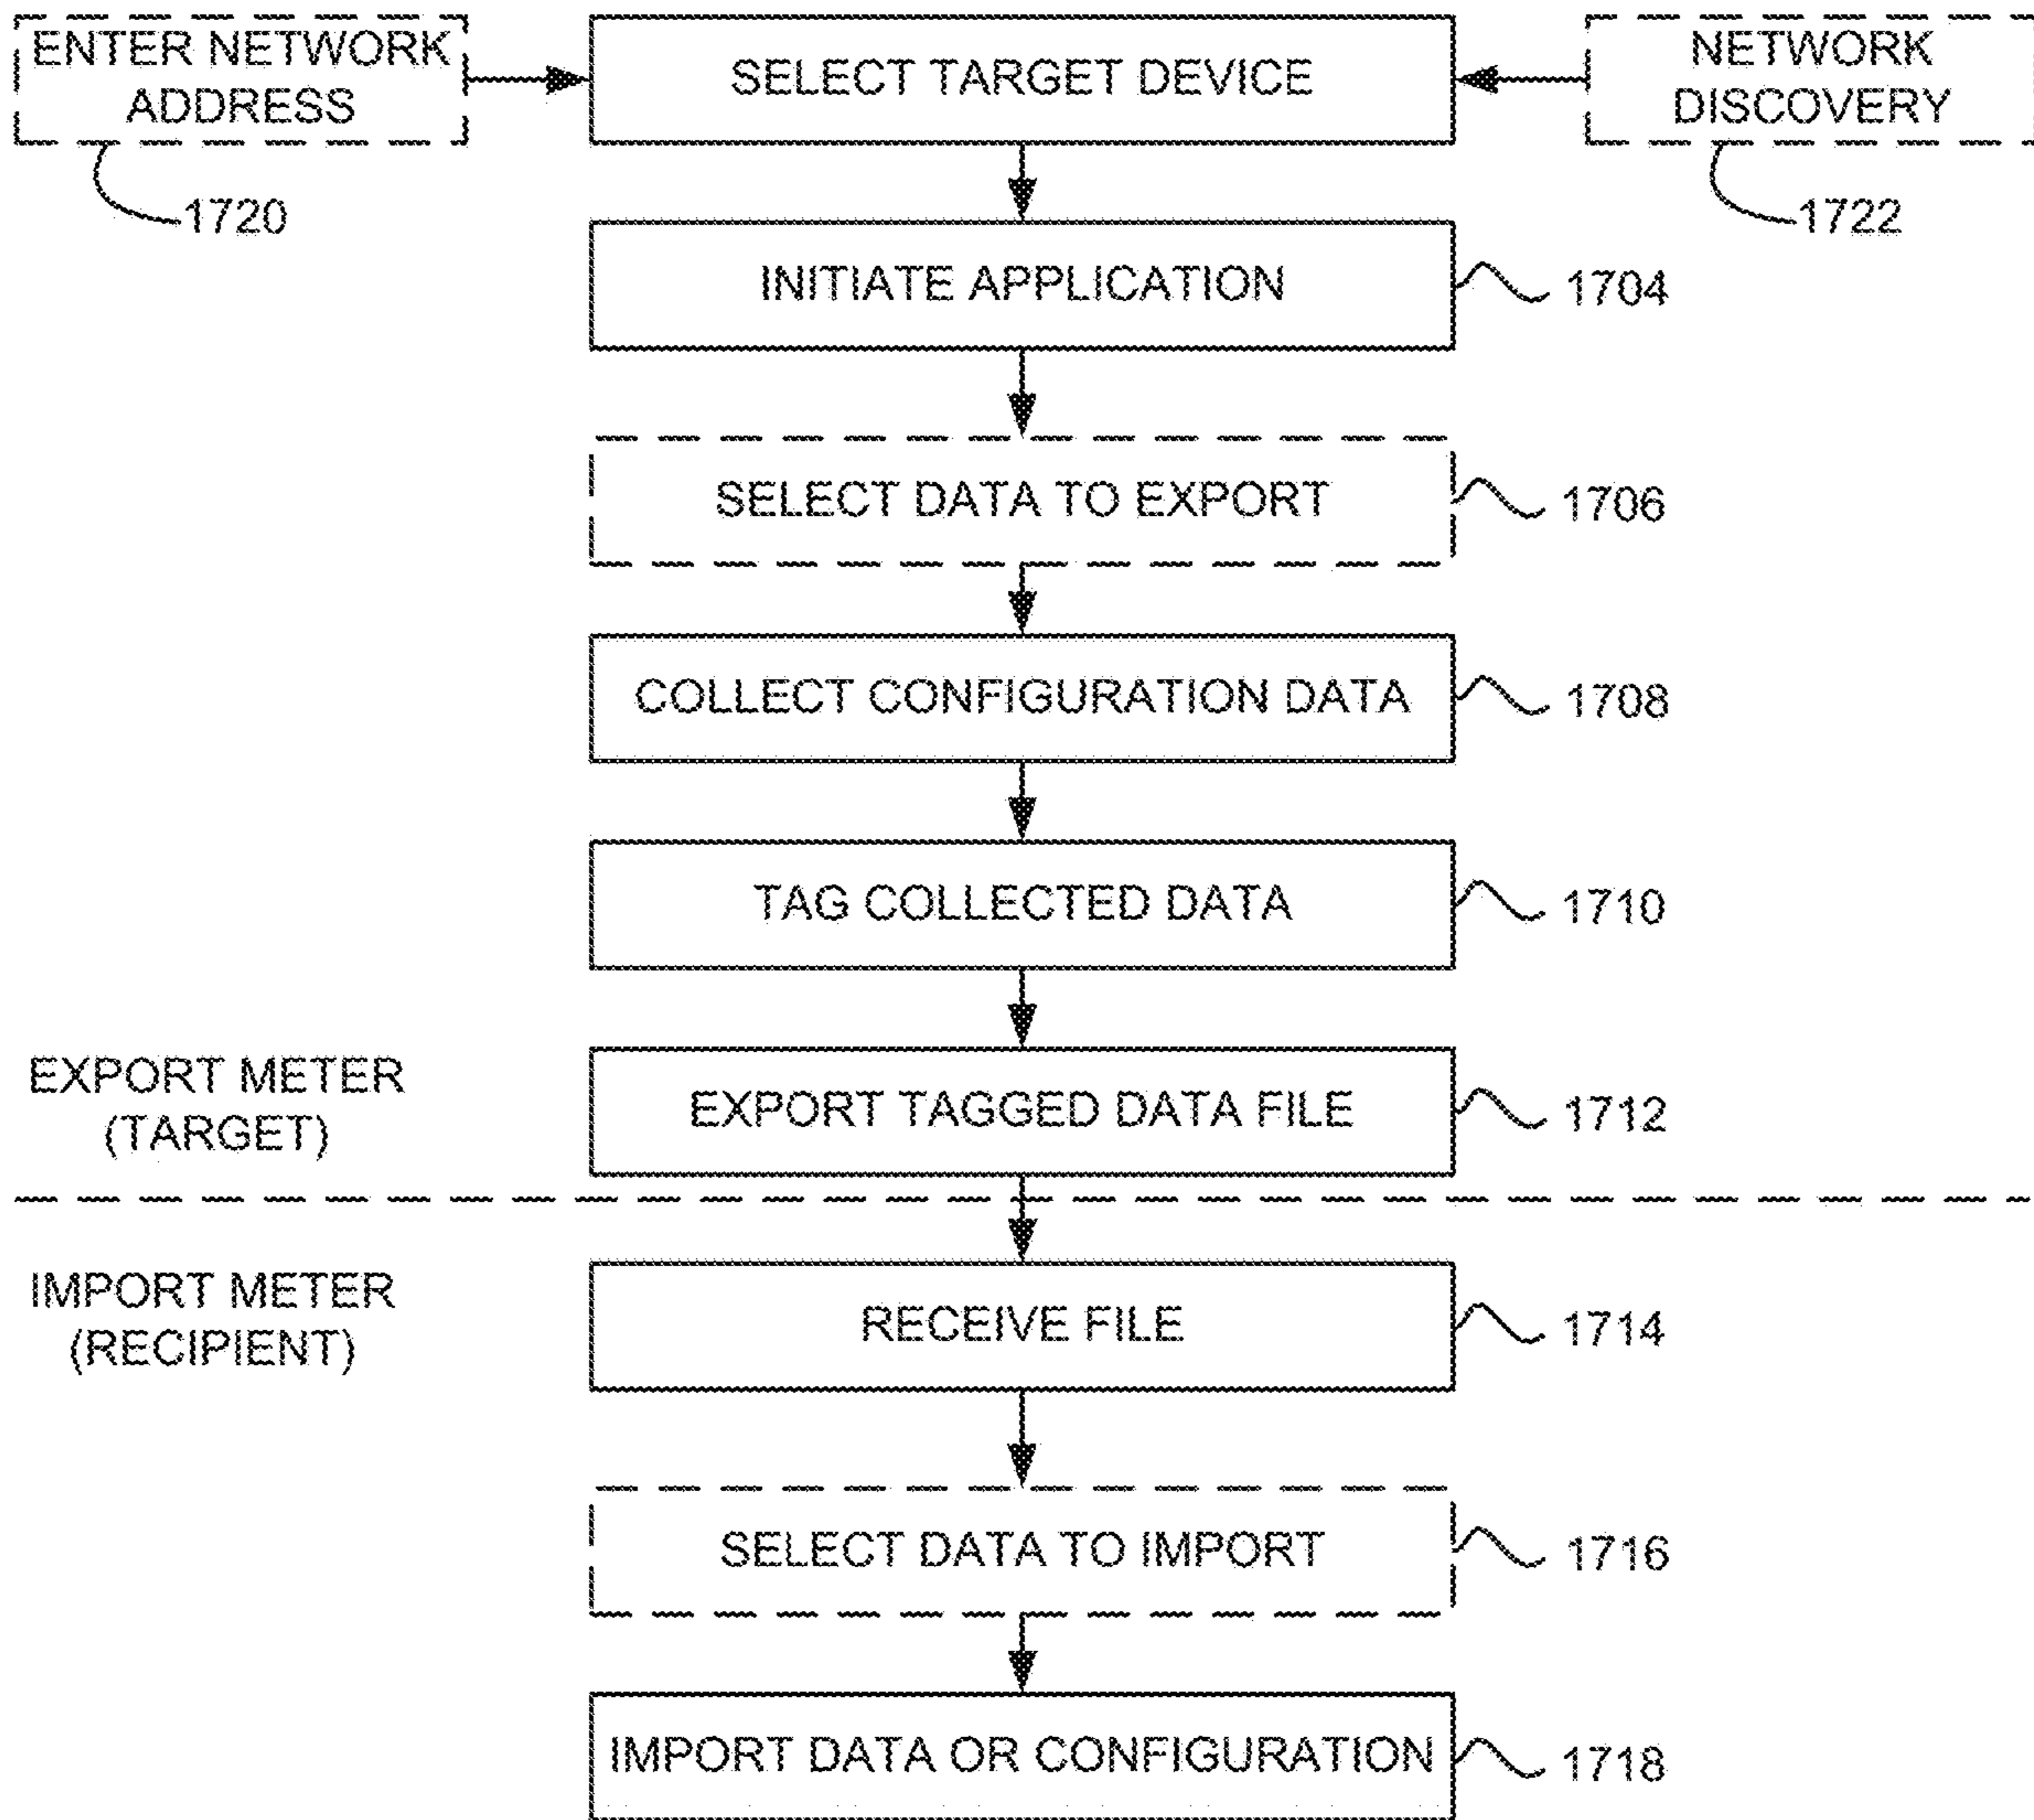 ENTER NETWORK
ADDRESS
SELECT TARGET DEVICE
NETWORK
DISCOVERY
1720
1722
INITIATE APPLICATION
1704
SELECT DATA TO EXPORT
1706
COLLECT CONFIGURATION DATA
1708
TAG COLLECTED DATA
1710
EXPORT METER
(TARGET)
EXPORT TAGGED DATA FILE
1712
IMPORT METER
(RECIPIENT)
RECEIVE FILE
1714
SELECT DATA TO IMPORT
1716
IMPORT DATA OR CONFIGURATION
1718